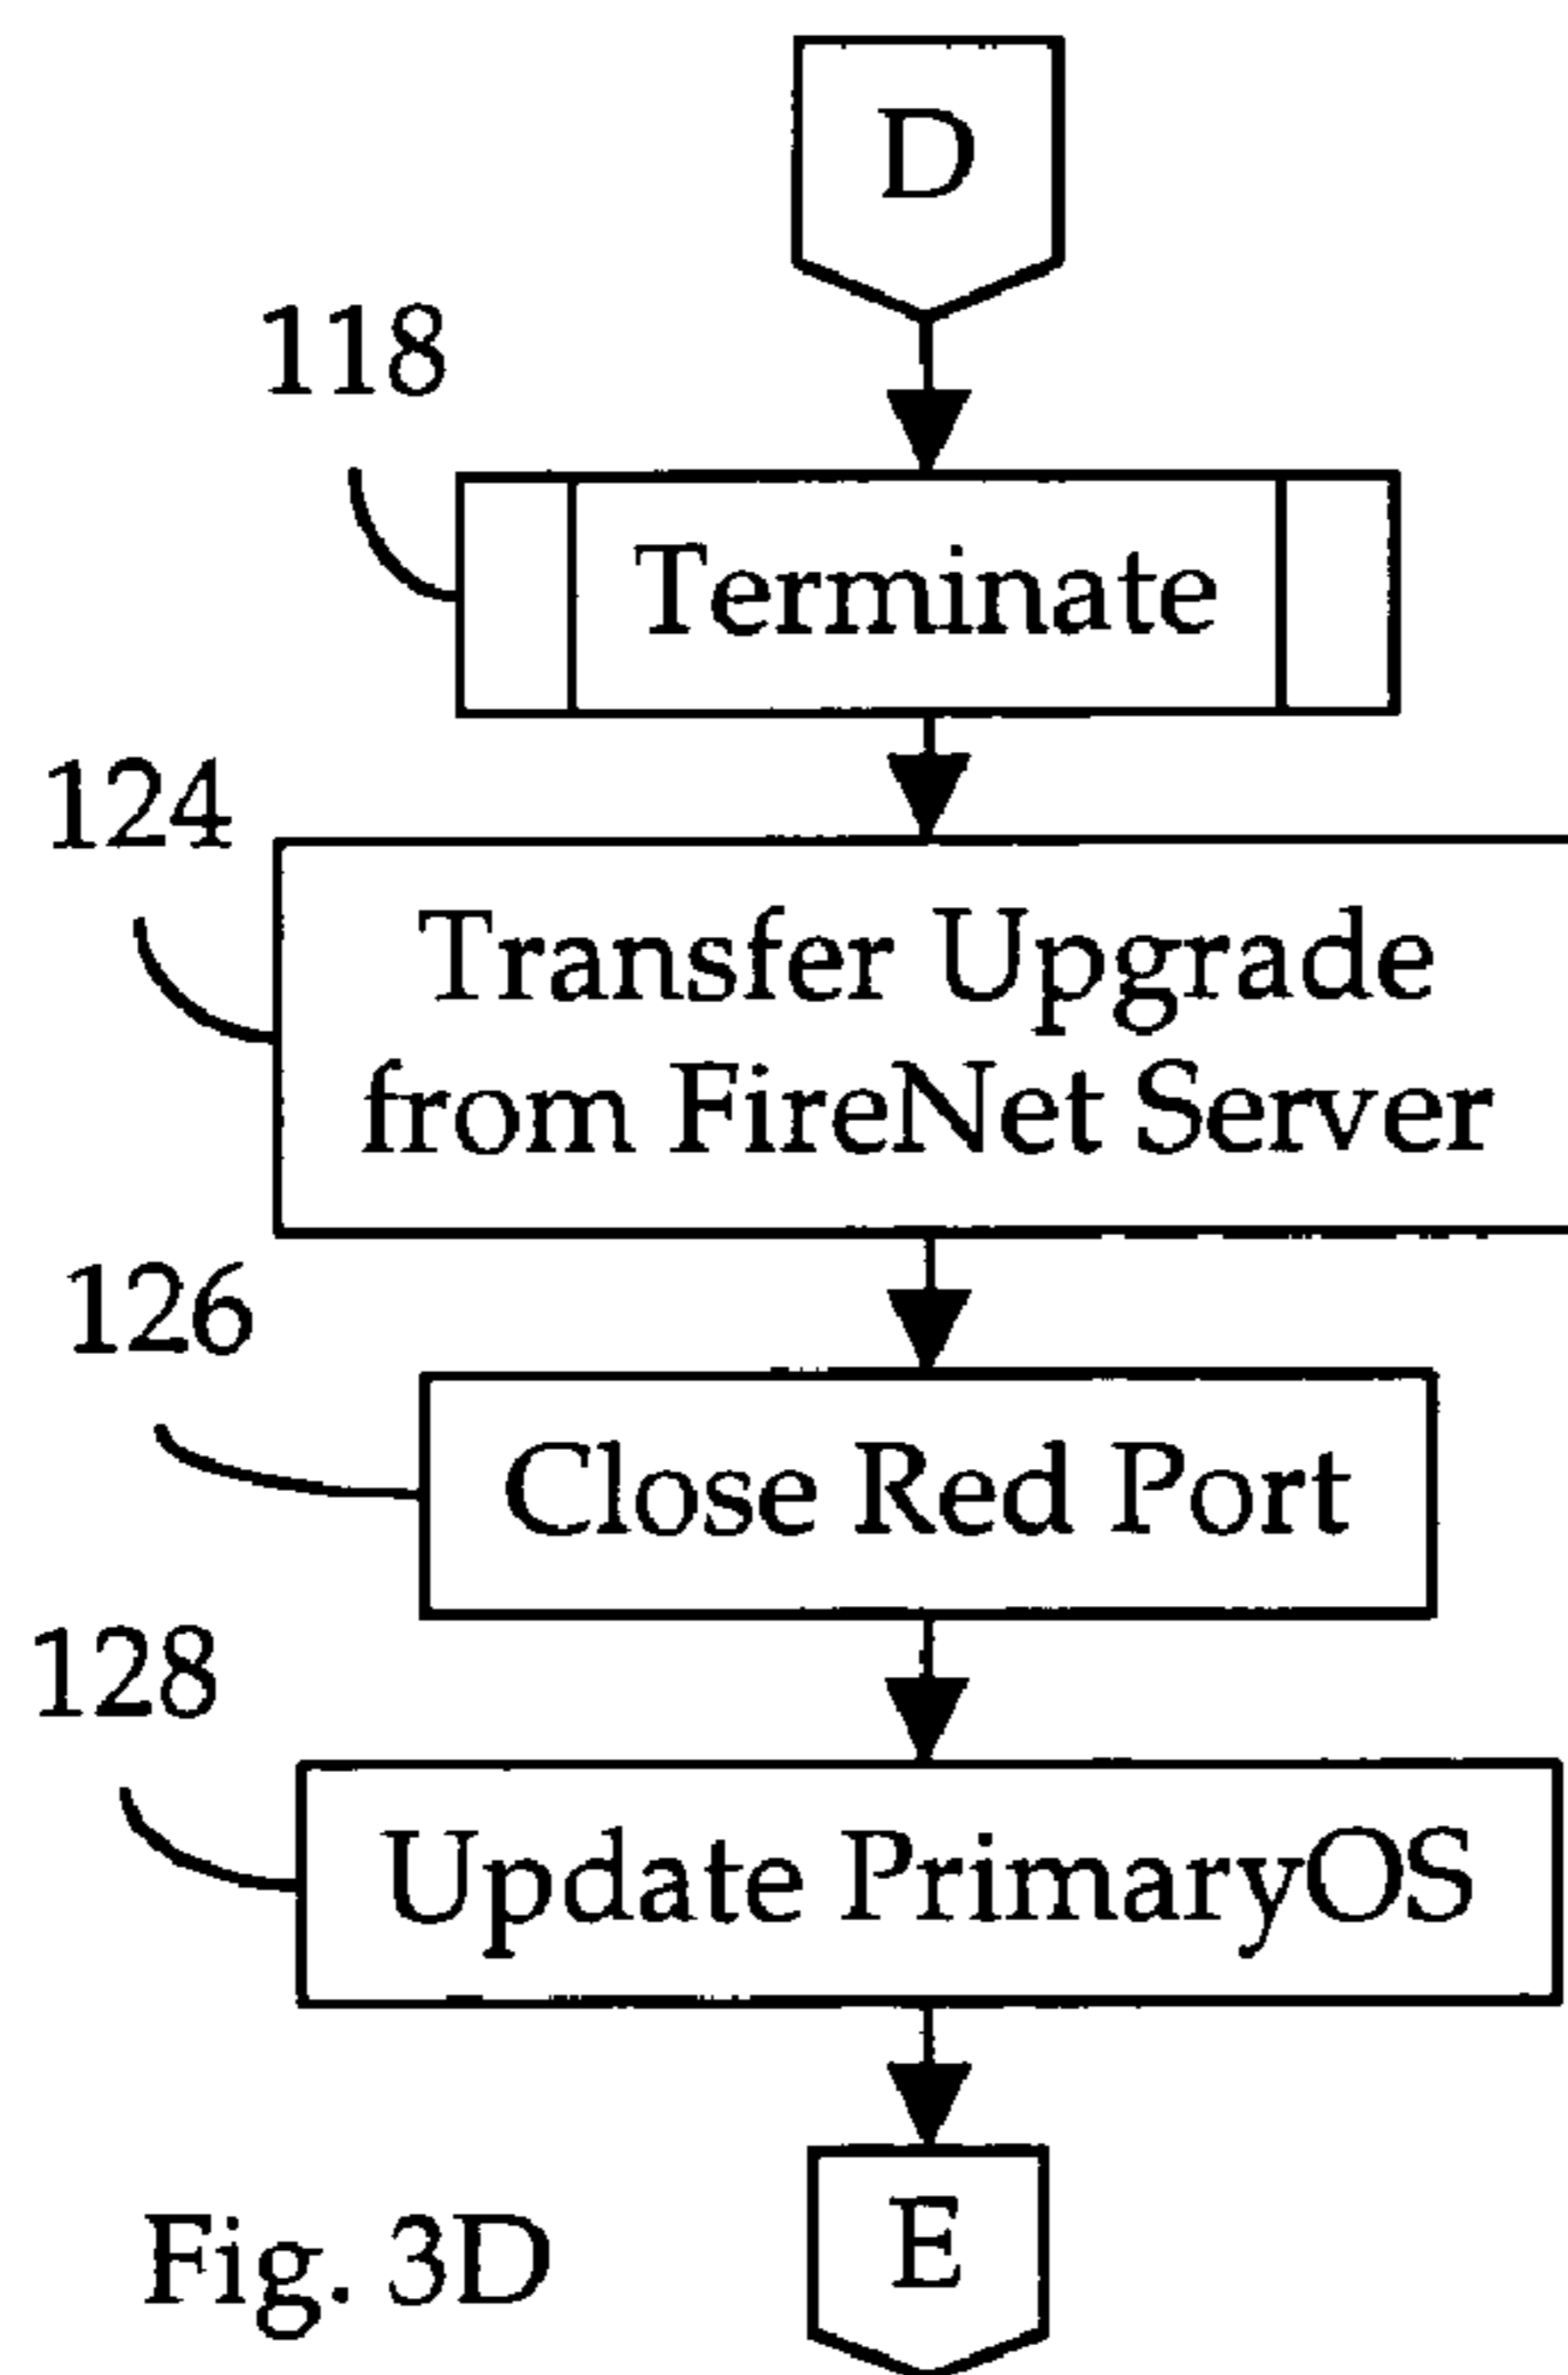 D
118
Terminate
124
Transfer Upgrade
from FireNet Server
126
Close Red Port
128
Update PrimaryOS
E
Fig. 3D